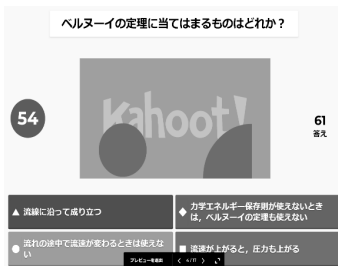 ベルヌーイの定理に当てはまるものはどれか？
54
Kahoot!
61
答え
流線に沿って成り立つ
力学エネルギー保存則が使えないとき
は，ベルヌーイの定理も使えない
流れの途中で流速が変わるときは使えな
い
流速が上がると，圧力も上がる
プレビューを終了
6/17